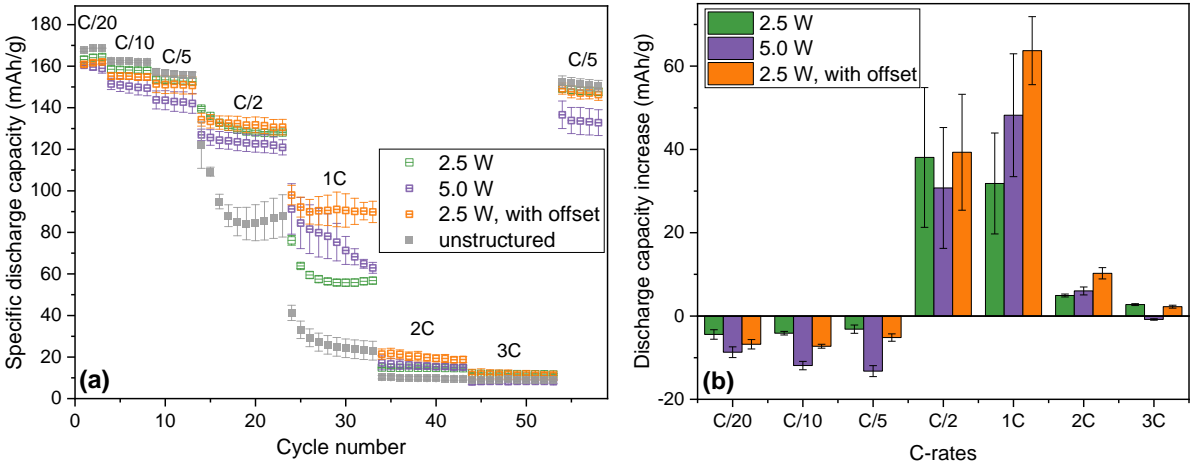 C/20
C/10
C/5
C/2
1C
2C
3C
C/5
2.5 W
5.0 W
2.5 W, with offset
unstructured
(a)
180
160
140
120
100
80
60
40
20
0
0 10 20 30 40 50
Cycle number
Specific discharge capacity (mAh/g)
2.5 W
5.0 W
2.5 W, with offset
(b)
60
40
20
0
-20
C/20 C/10 C/5 C/2 1C 2C 3C
C-rates
Discharge capacity increase (mAh/g)